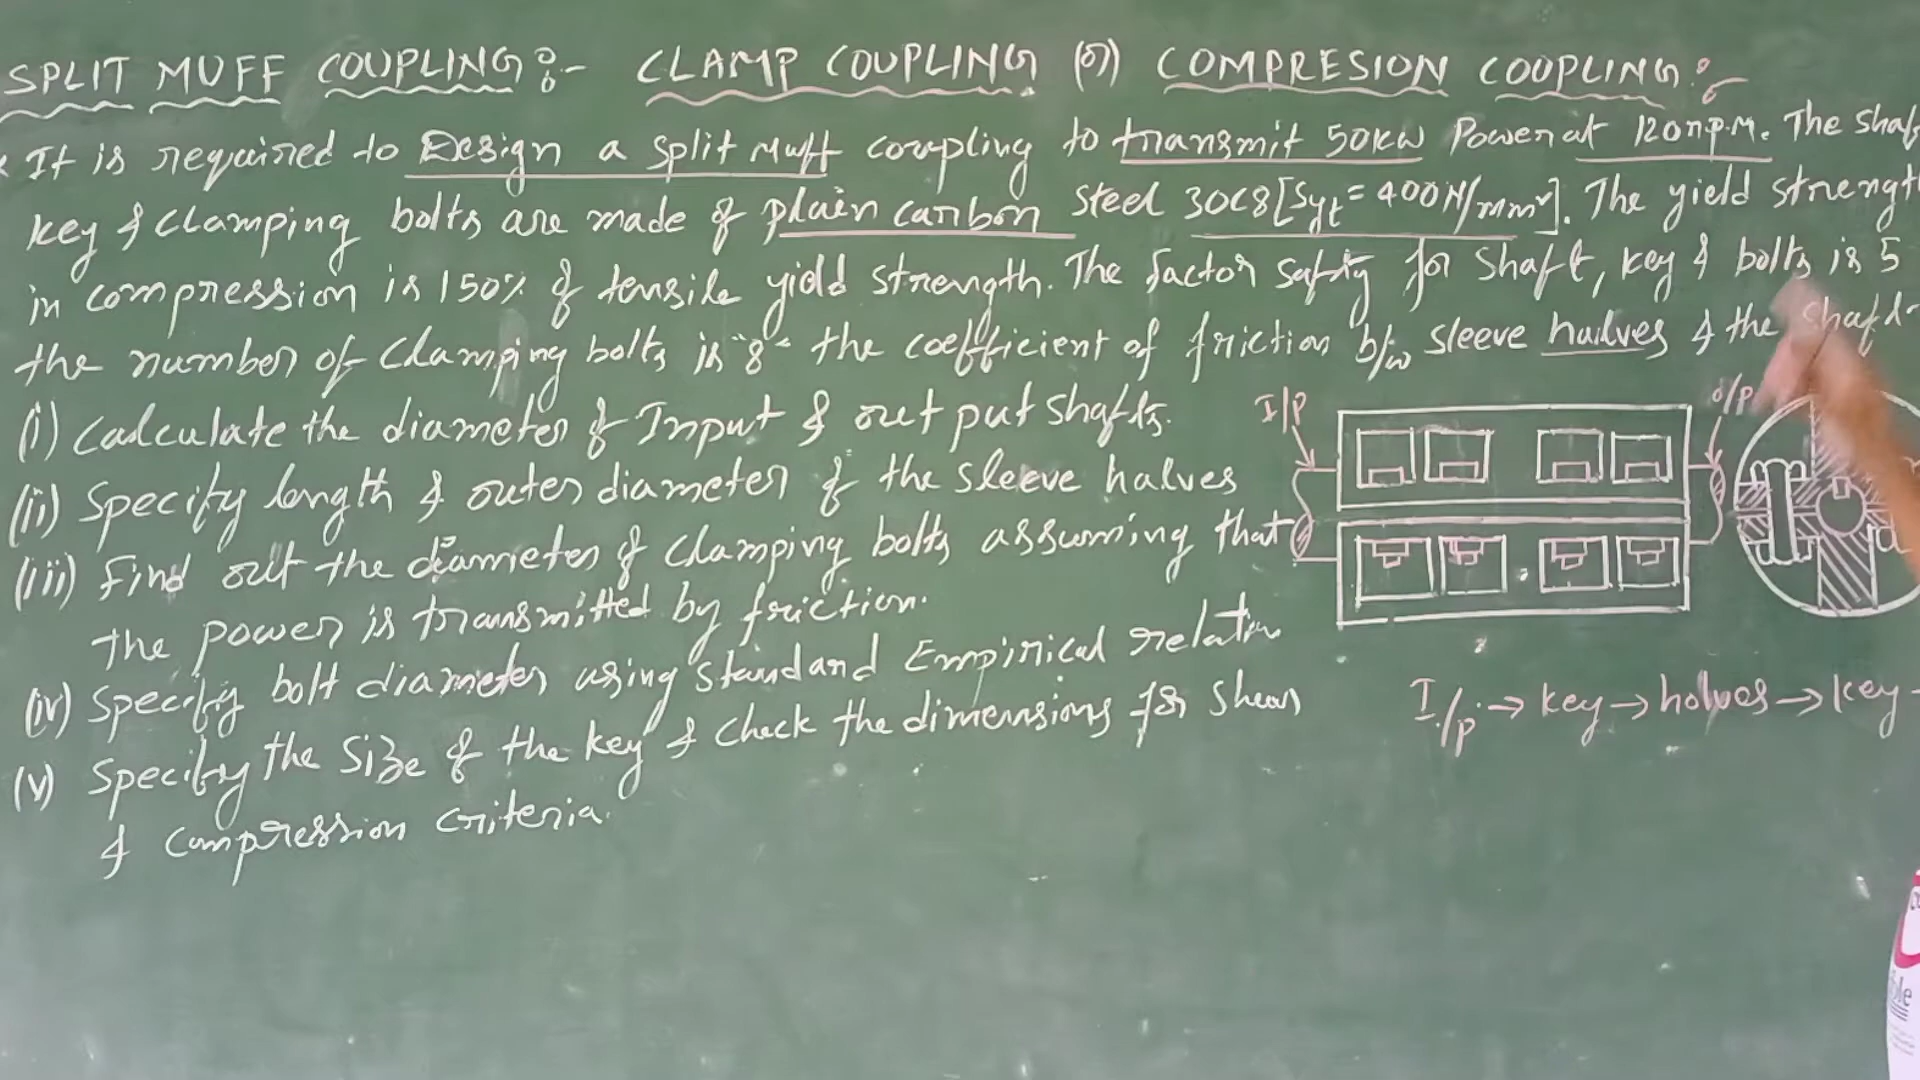 SPLIT MUFF COUPLING :- CLAMP COUPLING (or) COMPRESION COUPLING :-
* It is required to Design a split Muff coupling to transmit 50kW Power at 120 r.p.M. The shaf
key & clamping bolts are made of plain carbon steel 30C8 [Syt = 400N/mm²]. The yield strength
in compression is 150% of tensile yield strength. The factor safety for shaft, key & bolts is 5
the number of clamping bolts is "8" the coefficient of friction b/w sleeve halves & the shaft
(i) Calculate the diameter of Input & out put shafts.
(ii) Specify length & outer diameter of the sleeve halves
(iii) Find out the diameter of clamping bolts assuming that
the power is transmitted by friction.
(iv) Specify bolt diameter using standard Empirical relation
(v) Specify the size of the key & check the dimensions for shear
& compression criteria.
I/P
O/P
I/p → key → halves → key